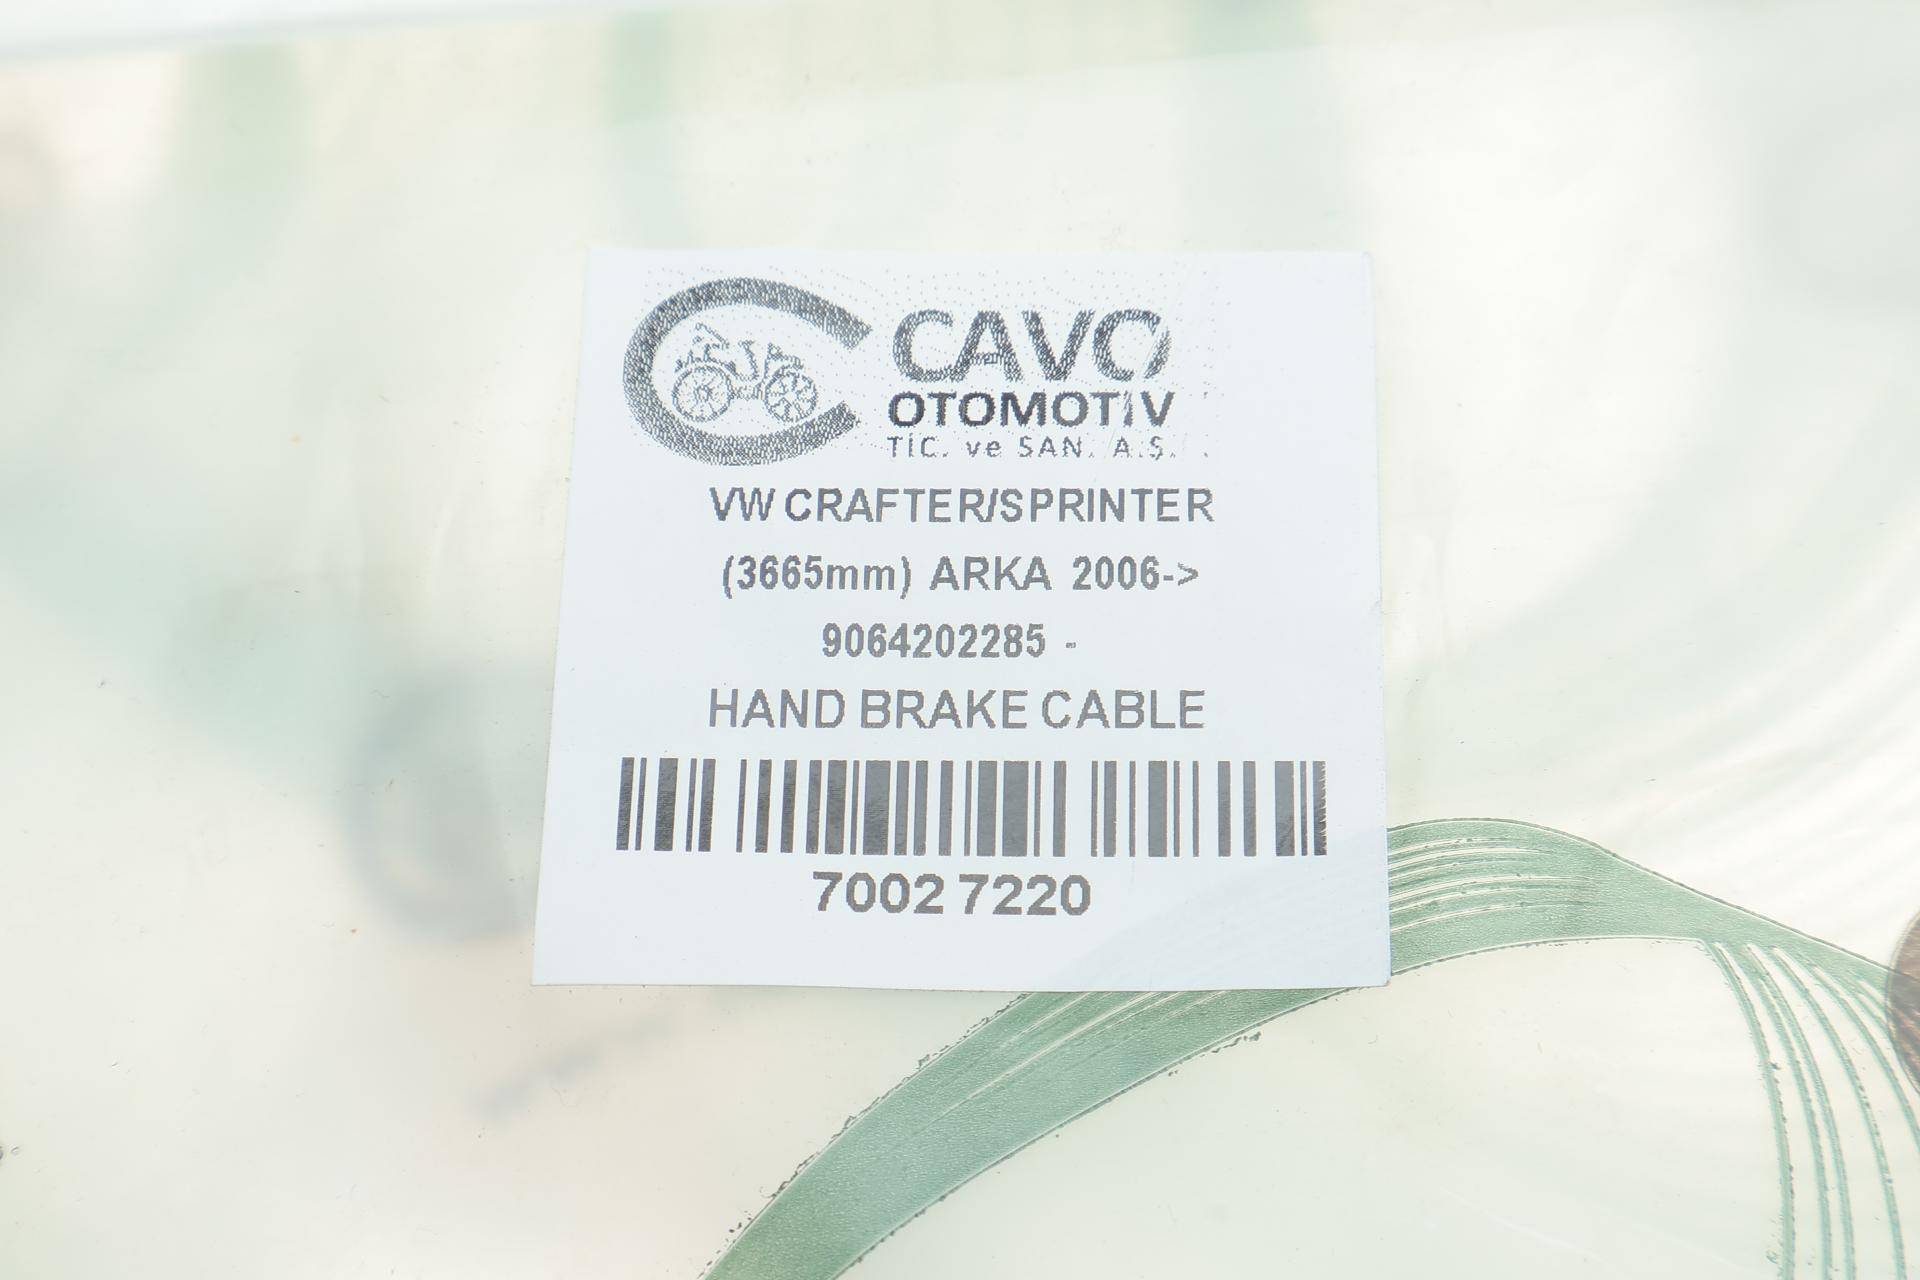 CAVO
OTOMOTİV
TİC. ve SAN. A.Ş.
VW CRAFTER/SPRINTER
(3665mm) ARKA 2006->
9064202285 -
HAND BRAKE CABLE
7002 7220